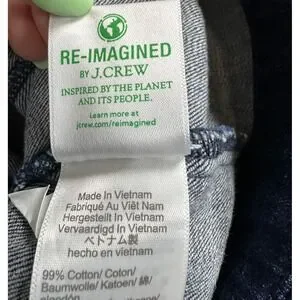 RE-IMAGINED
BY J.CREW
INSPIRED BY THE PLANET
AND ITS PEOPLE.
Learn more at
jcrew.com/reimagined
Made In Vietnam
Fabriqué Au Viêt Nam
Hergestellt In Vietnam
Vervaardigd In Vietnam
ベトナム製
hecho en vietnam
99% Cotton/ Coton/
Baumwolle/ Katoen/ 綿/
algodón